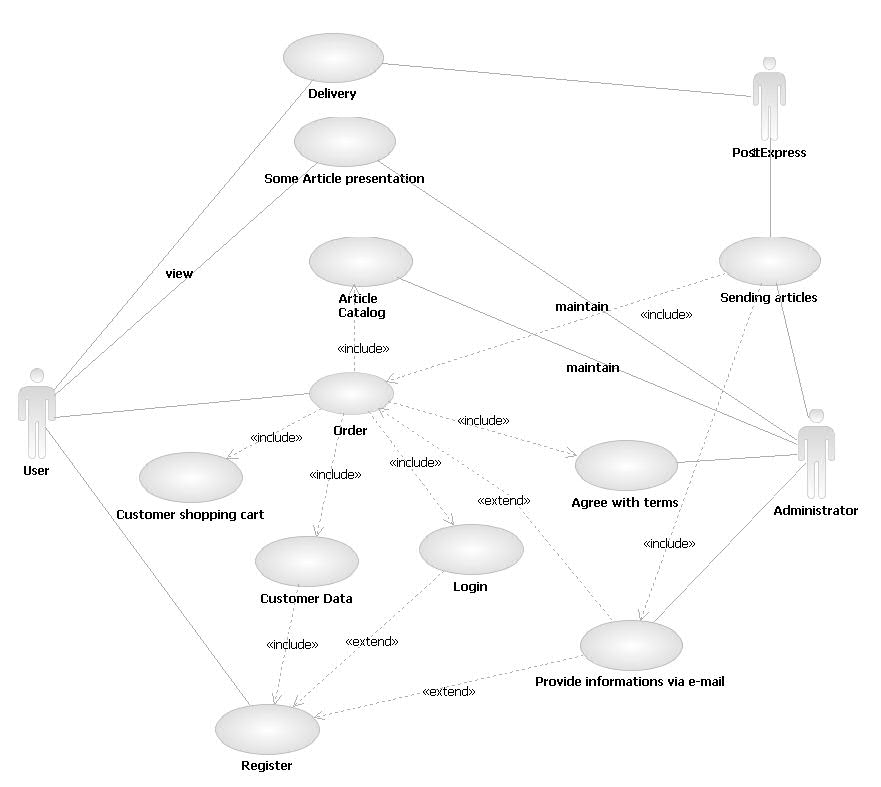 Delivery
PostExpress
Some Article presentation
view
Article
Catalog
Sending articles
maintain
«include»
«include»
maintain
Order
«include»
«include»
User
«include»
«include»
«extend»
Agree with terms
Administrator
Customer shopping cart
«include»
Login
Customer Data
«include»
«extend»
Provide informations via e-mail
«extend»
Register